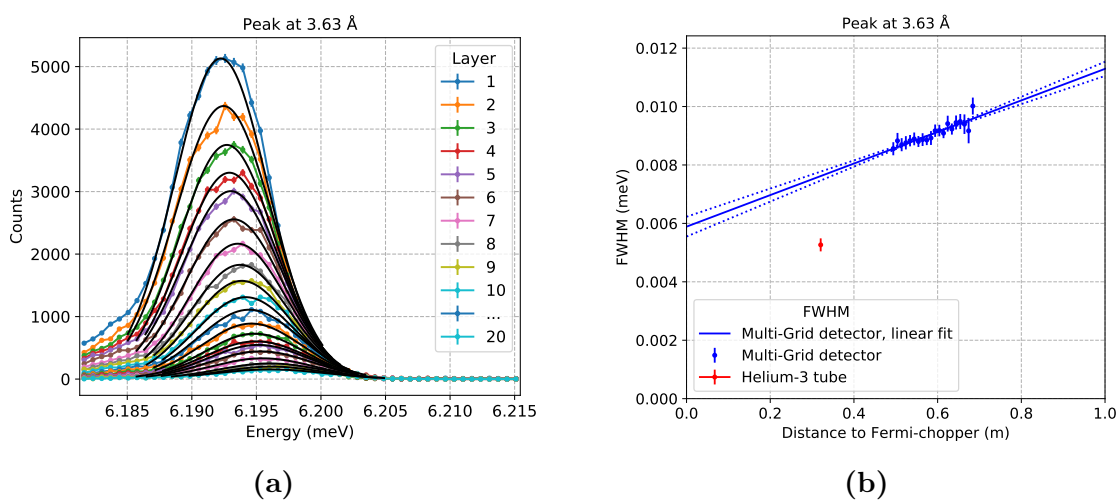 Peak at 3.63 Å
Counts
5000
4000
3000
2000
1000
0
Layer
1
2
3
4
5
6
7
8
9
10
...
20
6.185 6.190 6.195 6.200 6.205 6.210 6.215
Energy (meV)
(a)
Peak at 3.63 Å
FWHM (meV)
0.012
0.010
0.008
0.006
0.004
0.002
0.000
FWHM
Multi-Grid detector, linear fit
Multi-Grid detector
Helium-3 tube
0.0 0.2 0.4 0.6 0.8 1.0
Distance to Fermi-chopper (m)
(b)